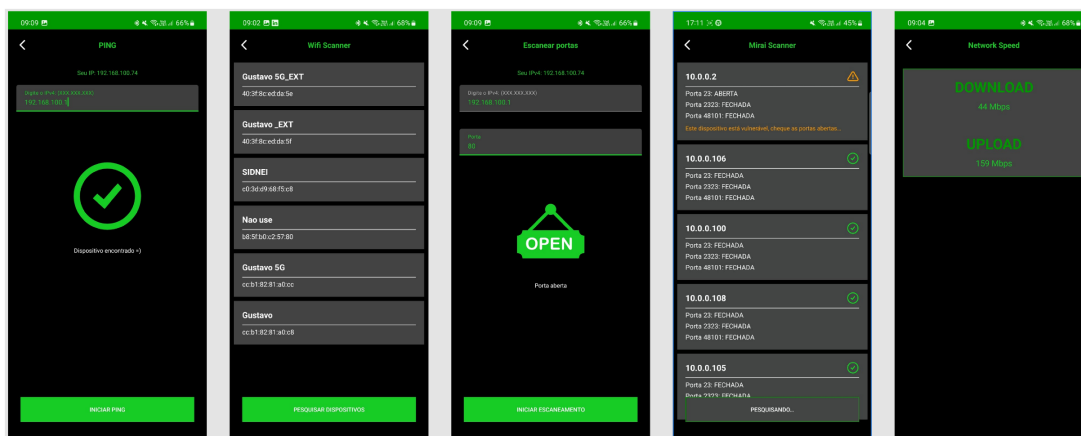 09:09
66%
PING
Seu IP: 192.168.100.74
Digite o IPv4: (XXX.XXX.XXX)
192.168.100.1
Dispositivo encontrado =)
INICIAR PING
09:02
68%
Wifi Scanner
Gustavo 5G_EXT
40:3f:8c:ed:da:5e
Gustavo _EXT
40:3f:8c:ed:da:5f
SIDNEI
c0:3d:d9:68:f5:c8
Nao use
b8:5f:b0:c2:57:80
Gustavo 5G
cc:b1:82:81:a0:cc
Gustavo
cc:b1:82:81:a0:c8
PESQUISAR DISPOSITIVOS
09:09
66%
Escanear portas
Seu IPv4: 192.168.100.74
Digite o IPv4: (XXX.XXX.XXX)
192.168.100.1
Porta
80
OPEN
Porta aberta
INICIAR ESCANEAMENTO
17:11
45%
Mirai Scanner
10.0.0.2
Porta 23: ABERTA
Porta 2323: FECHADA
Porta 48101: FECHADA
Este dispositivo está vulnerável, cheque as portas abertas...
10.0.0.106
Porta 23: FECHADA
Porta 2323: FECHADA
Porta 48101: FECHADA
10.0.0.100
Porta 23: FECHADA
Porta 2323: FECHADA
Porta 48101: FECHADA
10.0.0.108
Porta 23: FECHADA
Porta 2323: FECHADA
Porta 48101: FECHADA
10.0.0.105
Porta 23: FECHADA
Porta 2323: FECHADA
PESQUISANDO...
09:04
68%
Network Speed
DOWNLOAD
44 Mbps
UPLOAD
159 Mbps